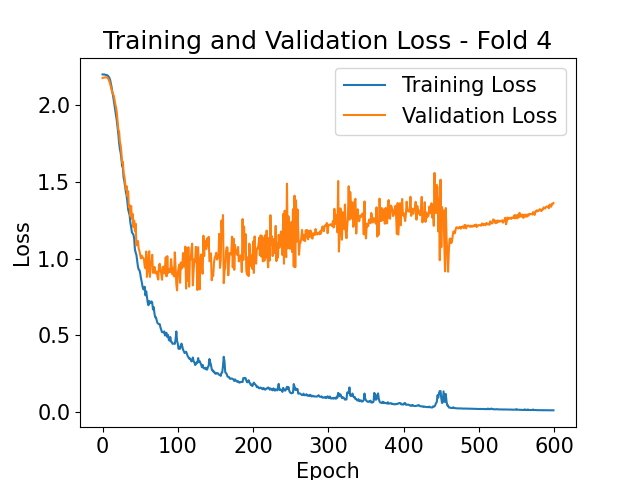 Training and Validation Loss - Fold 4
Training Loss
Validation Loss
Loss
2.0
1.5
1.0
0.5
0.0
0 100 200 300 400 500 600
Epoch